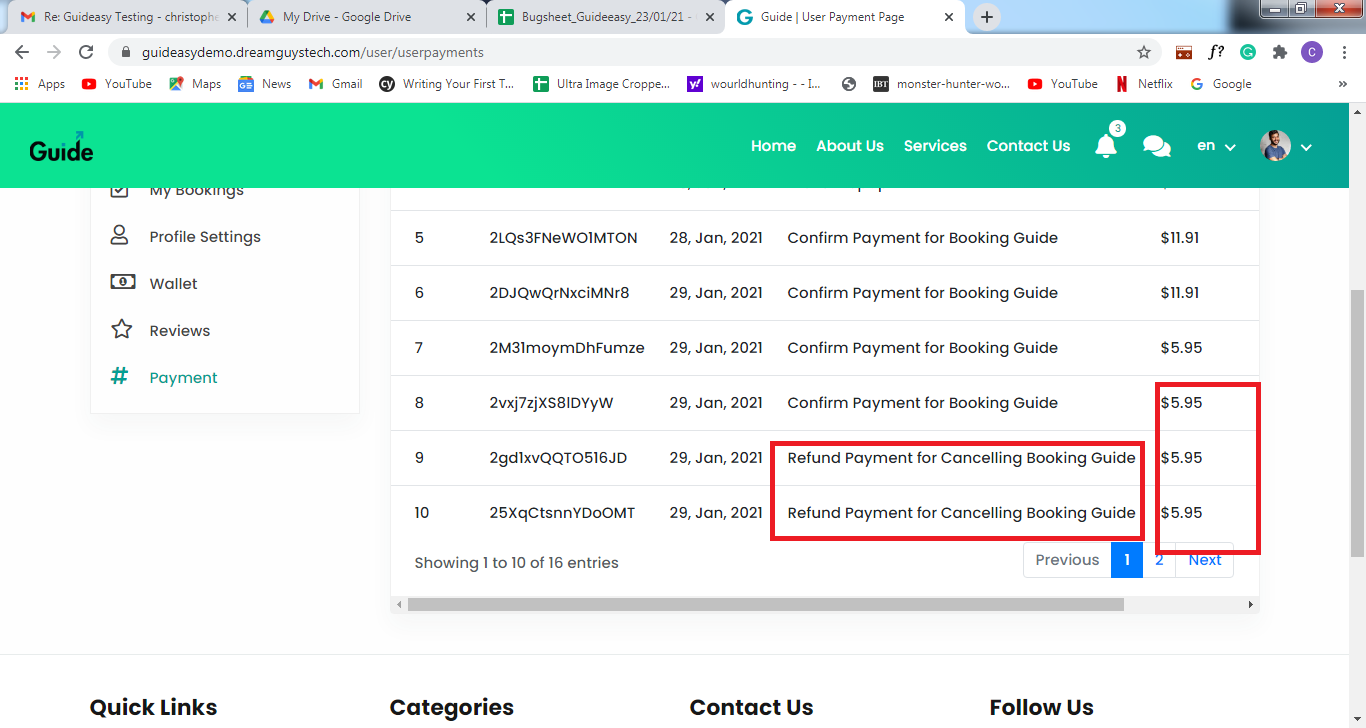 Re: Guideasy Testing - christophe
My Drive - Google Drive
Bugsheet_Guideeasy_23/01/21 -
Guide | User Payment Page
guideasydemo.dreamguystech.com/user/userpayments
f?
C
Apps
YouTube
Maps
News
Gmail
cy
Writing Your First T...
Ultra Image Croppe...
wourldhunting - - I...
IBT
monster-hunter-wo...
YouTube
Netflix
Google
»
Guide
Home
About Us
Services
Contact Us
3
en
My Bookings
Profile Settings
Wallet
Reviews
# Payment
5 2LQs3FNeWO1MTON 28, Jan, 2021 Confirm Payment for Booking Guide $11.91
6 2DJQwQrNxciMNr8 29, Jan, 2021 Confirm Payment for Booking Guide $11.91
7 2M31moymDhFumze 29, Jan, 2021 Confirm Payment for Booking Guide $5.95
8 2vxj7zjXS8lDYyW 29, Jan, 2021 Confirm Payment for Booking Guide $5.95
9 2gd1xvQQTO516JD 29, Jan, 2021 Refund Payment for Cancelling Booking Guide $5.95
10 25XqCtsnnYDoOMT 29, Jan, 2021 Refund Payment for Cancelling Booking Guide $5.95
Showing 1 to 10 of 16 entries
Previous 1 2 Next
Quick Links
Categories
Contact Us
Follow Us